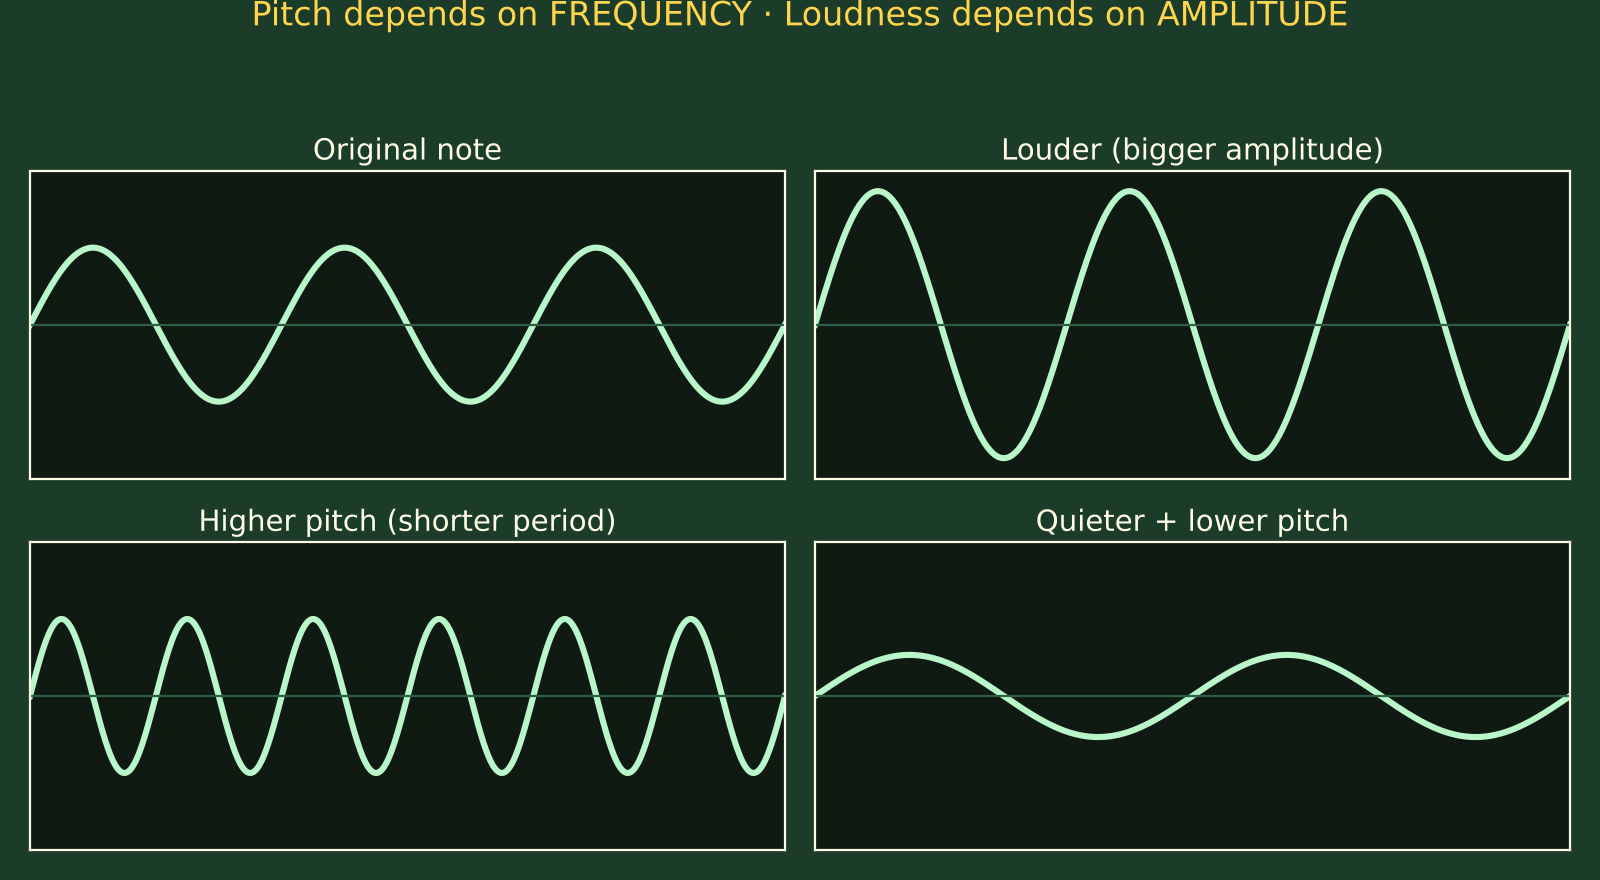 Pitch depends on FREQUENCY · Loudness depends on AMPLITUDE
Original note
Louder (bigger amplitude)
Higher pitch (shorter period)
Quieter + lower pitch